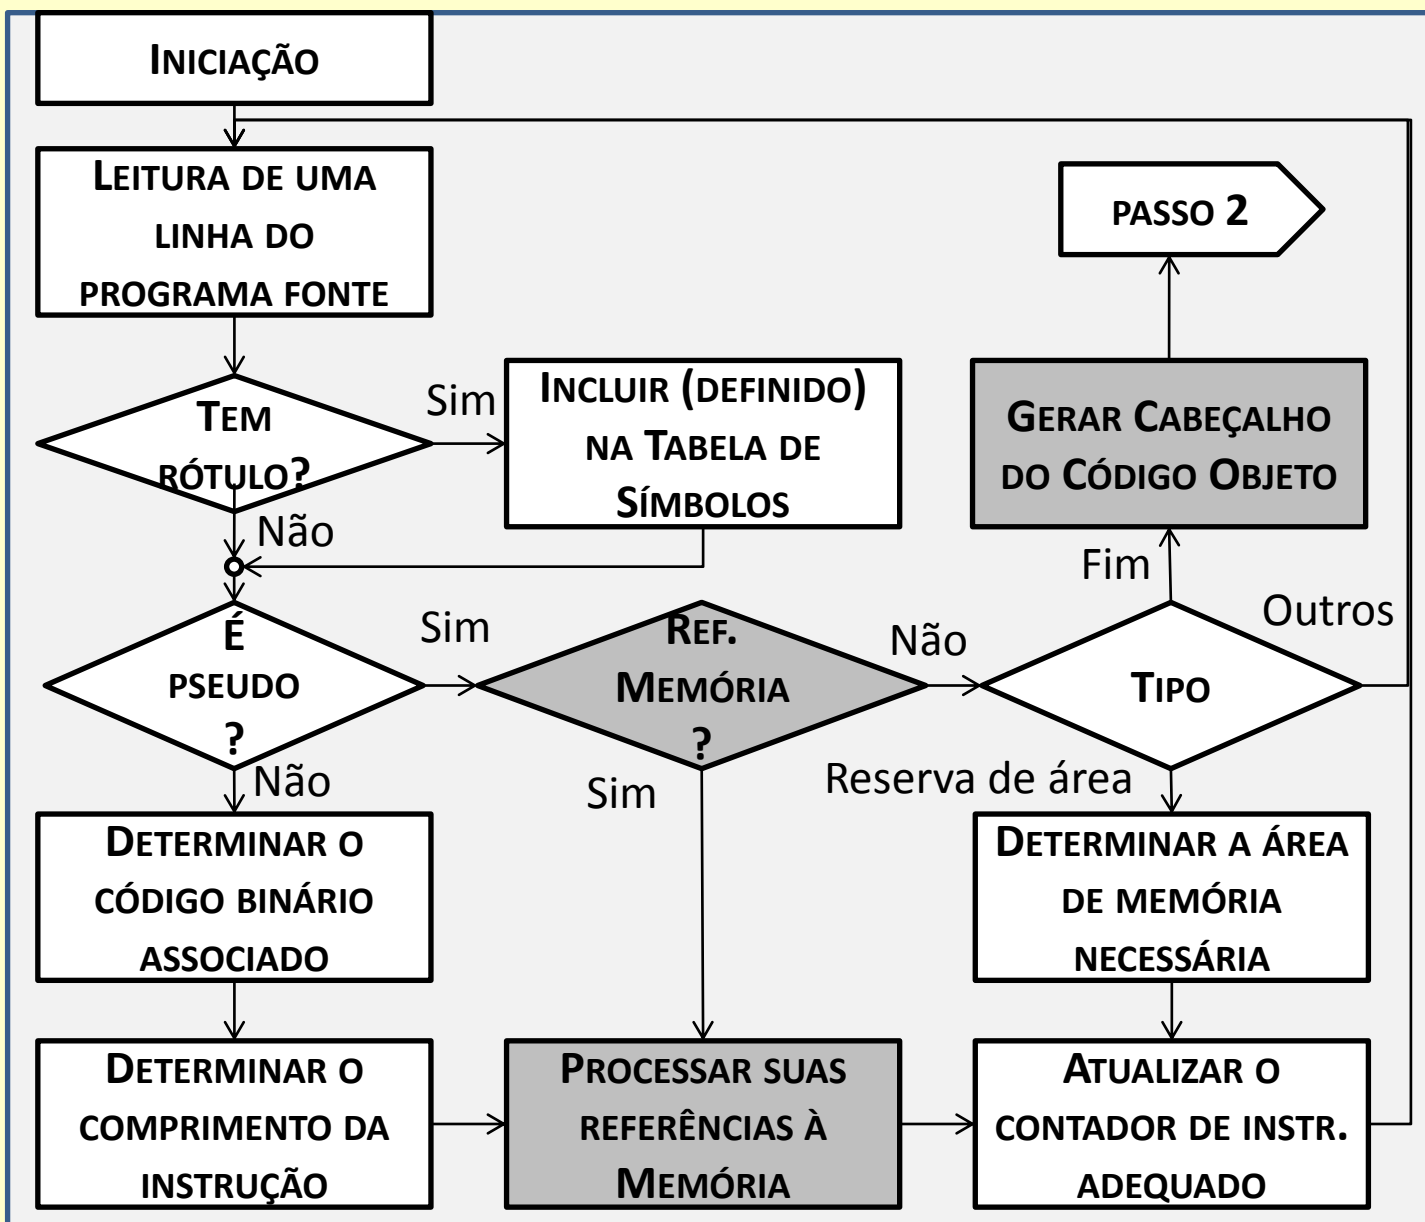 INICIAÇÃO
LEITURA DE UMA
LINHA DO
PROGRAMA FONTE
PASSO 2
TEM
RÓTULO?
Sim
Não
INCLUIR (DEFINIDO)
NA TABELA DE
SÍMBOLOS
GERAR CABEÇALHO
DO CÓDIGO OBJETO
Fim
Outros
É
PSEUDO
?
Sim
Não
REF.
MEMÓRIA
?
Não
Sim
TIPO
Reserva de área
DETERMINAR O
CÓDIGO BINÁRIO
ASSOCIADO
DETERMINAR A ÁREA
DE MEMÓRIA
NECESSÁRIA
DETERMINAR O
COMPRIMENTO DA
INSTRUÇÃO
PROCESSAR SUAS
REFERÊNCIAS À
MEMÓRIA
ATUALIZAR O
CONTADOR DE INSTR.
ADEQUADO